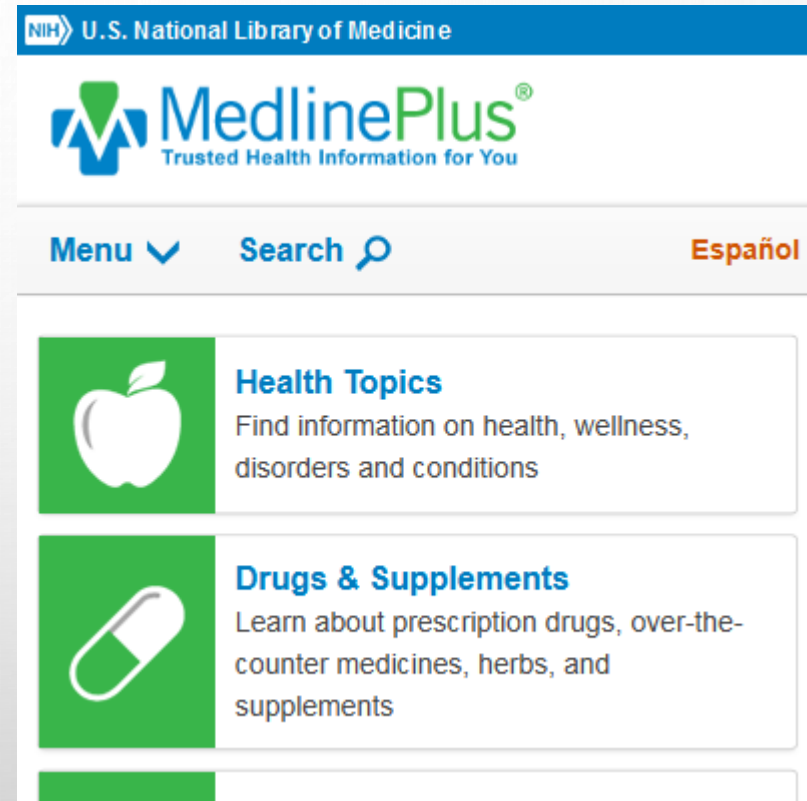 NIH U.S. National Library of Medicine
MedlinePlus®
Trusted Health Information for You
Menu Search Español
Health Topics
Find information on health, wellness,
disorders and conditions
Drugs & Supplements
Learn about prescription drugs, over-the-
counter medicines, herbs, and
supplements